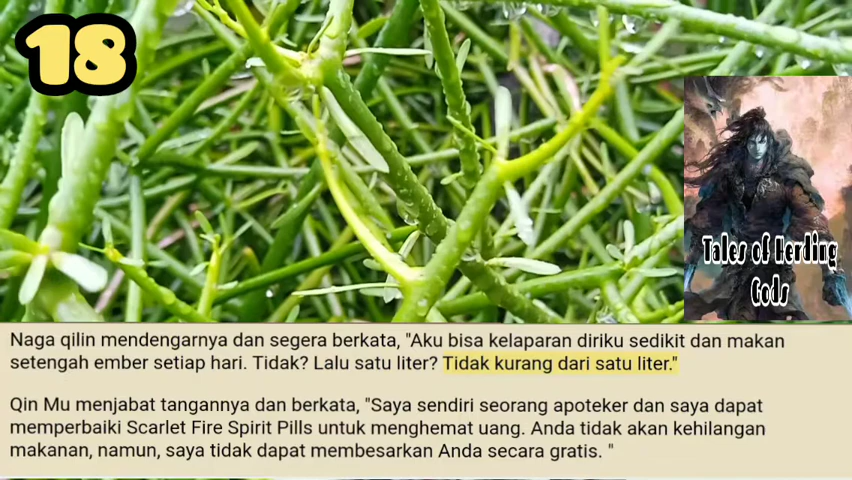 18
Tales of Herding
Gods
Naga qilin mendengarnya dan segera berkata, "Aku bisa kelaparan diriku sedikit dan makan
setengah ember setiap hari. Tidak? Lalu satu liter? Tidak kurang dari satu liter."
Qin Mu menjabat tangannya dan berkata, "Saya sendiri seorang apoteker dan saya dapat
memperbaiki Scarlet Fire Spirit Pills untuk menghemat uang. Anda tidak akan kehilangan
makanan, namun, saya tidak dapat membesarkan Anda secara gratis. "